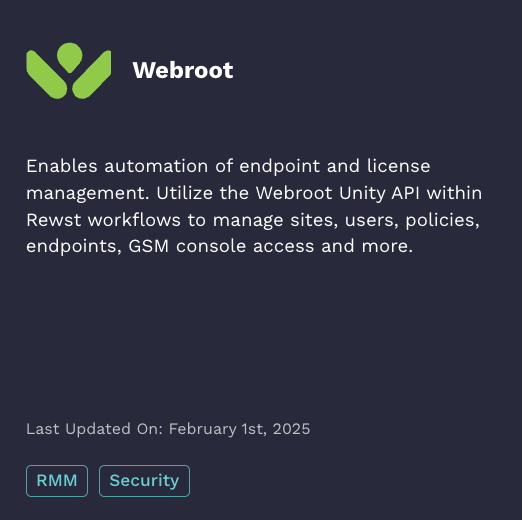 Webroot
Enables automation of endpoint and license
management. Utilize the Webroot Unity API within
Rewst workflows to manage sites, users, policies,
endpoints, GSM console access and more.
Last Updated On: February 1st, 2025
RMM Security